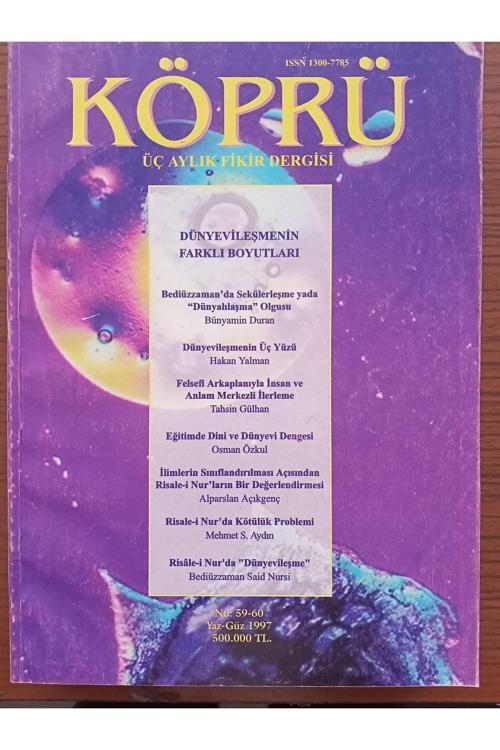 ISSN 1300-7785
KÖPRÜ
ÜÇ AYLIK FİKİR DERGİSİ
DÜNYEVİLEŞMENİN
FARKLI BOYUTLARI
Bediüzzaman'da Sekülerleşme yada
"Dünyalılaşma" Olgusu
Bünyamin Duran
Dünyevileşmenin Üç Yüzü
Hakan Yalman
Felsefi Arkaplanıyla İnsan ve
Anlam Merkezli İlerleme
Tahsin Gülhan
Eğitimde Dini ve Dünyevi Dengesi
Osman Özkul
İlimlerin Sınıflandırılması Açısından
Risale-i Nur'ların Bir Değerlendirmesi
Alparslan Açıkgenç
Risale-i Nur'da Kötülük Problemi
Mehmet S. Aydın
Risâle-i Nur'da "Dünyevileşme"
Bediüzzaman Said Nursi
No: 59-60
Yaz-Güz 1997
500.000 TL.